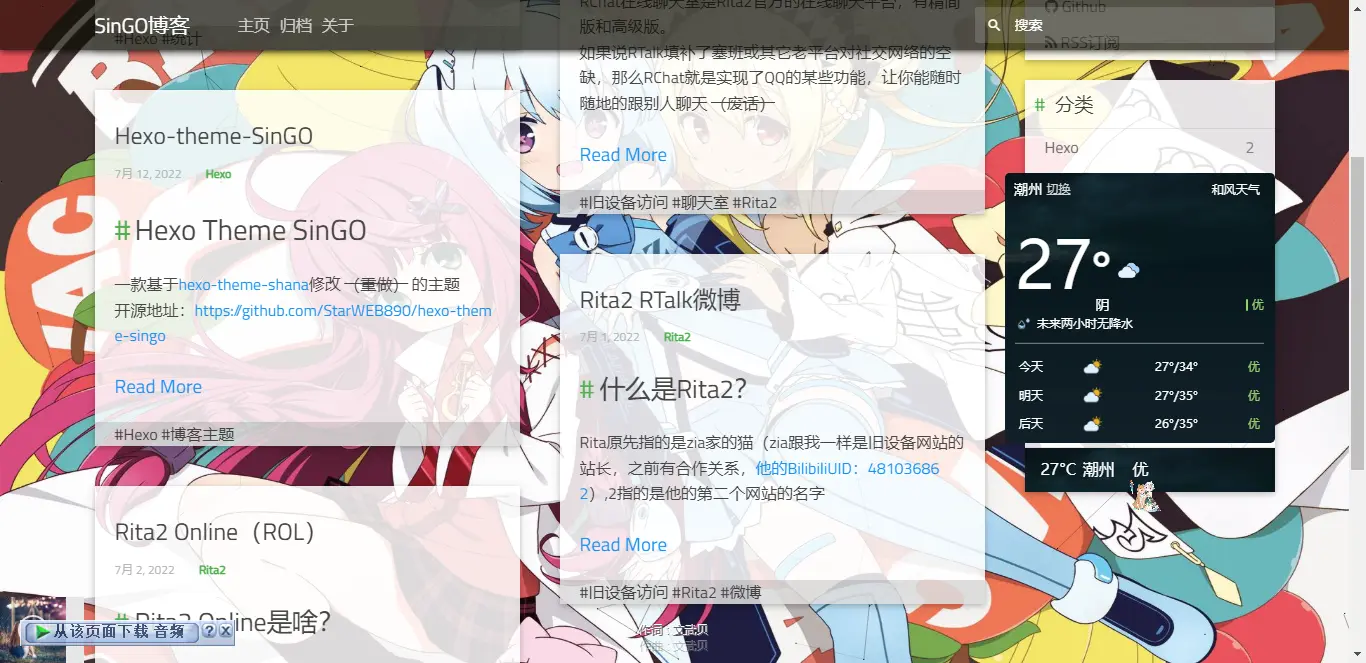 SinGO博客
主页 归档 关于
搜索
#Hexo #统计
Hexo-theme-SinGO
7月 12, 2022 Hexo
# Hexo Theme SinGO
一款基于hexo-theme-shana修改（重做）的主题
开源地址：https://github.com/StarWEB890/hexo-them
e-singo
Read More
#Hexo #博客主题
Rita2 Online（ROL）
7月 2, 2022 Rita2
# Rita2 Online是啥?
从该页面下载 音频 ? X
RChat在线聊天室是Rita2官方的在线聊天平台，有精简
版和高级版。
如果说RTalk填补了塞班或其它老平台对社交网络的空
缺，那么RChat就是实现了QQ的某些功能，让你能随时
随地的跟别人聊天（废话）
Read More
#旧设备访问 #聊天室 #Rita2
Rita2 RTalk微博
7月 1, 2022 Rita2
# 什么是Rita2?
Rita原先指的是zia家的猫（zia跟我一样是旧设备网站的
站长，之前有合作关系，他的BilibiliUID：48103686
2）,2指的是他的第二个网站的名字
Read More
#旧设备访问 #Rita2 #微博
作词 : 文武贝
作曲 : 文武贝
Github
RSS订阅
# 分类
Hexo 2
潮州 切换 和风天气
27°
阴 优
未来两小时无降水
今天 27°/34° 优
明天 27°/35° 优
后天 26°/35° 优
27°C 潮州 优